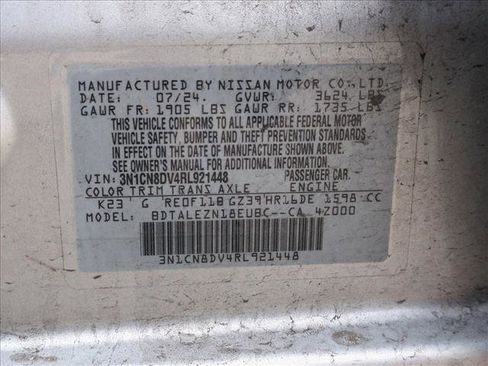 MANUFACTURED BY NISSAN MOTOR CO., LTD.
DATE: 07/24. GVWR: 3624 LBS
GAWR FR: 1905 LBS GAWR RR: 1735 LBS
THIS VEHICLE CONFORMS TO ALL APPLICABLE FEDERAL MOTOR
VEHICLE SAFETY, BUMPER AND THEFT PREVENTION STANDARDS
IN EFFECT ON THE DATE OF MANUFACTURE SHOWN ABOVE.
SEE OWNER'S MANUAL
VIN: 3N1CN8DV4RL921448 PASSENGER CAR.
COLOR TRIM TRANS AXLE ENGINE
K23 G RE0F11B GZ39 HR16DE 1598 CC
MODEL: BDTALEZN18EUBC--CA 4Z000
3N1CN8DV4RL921448